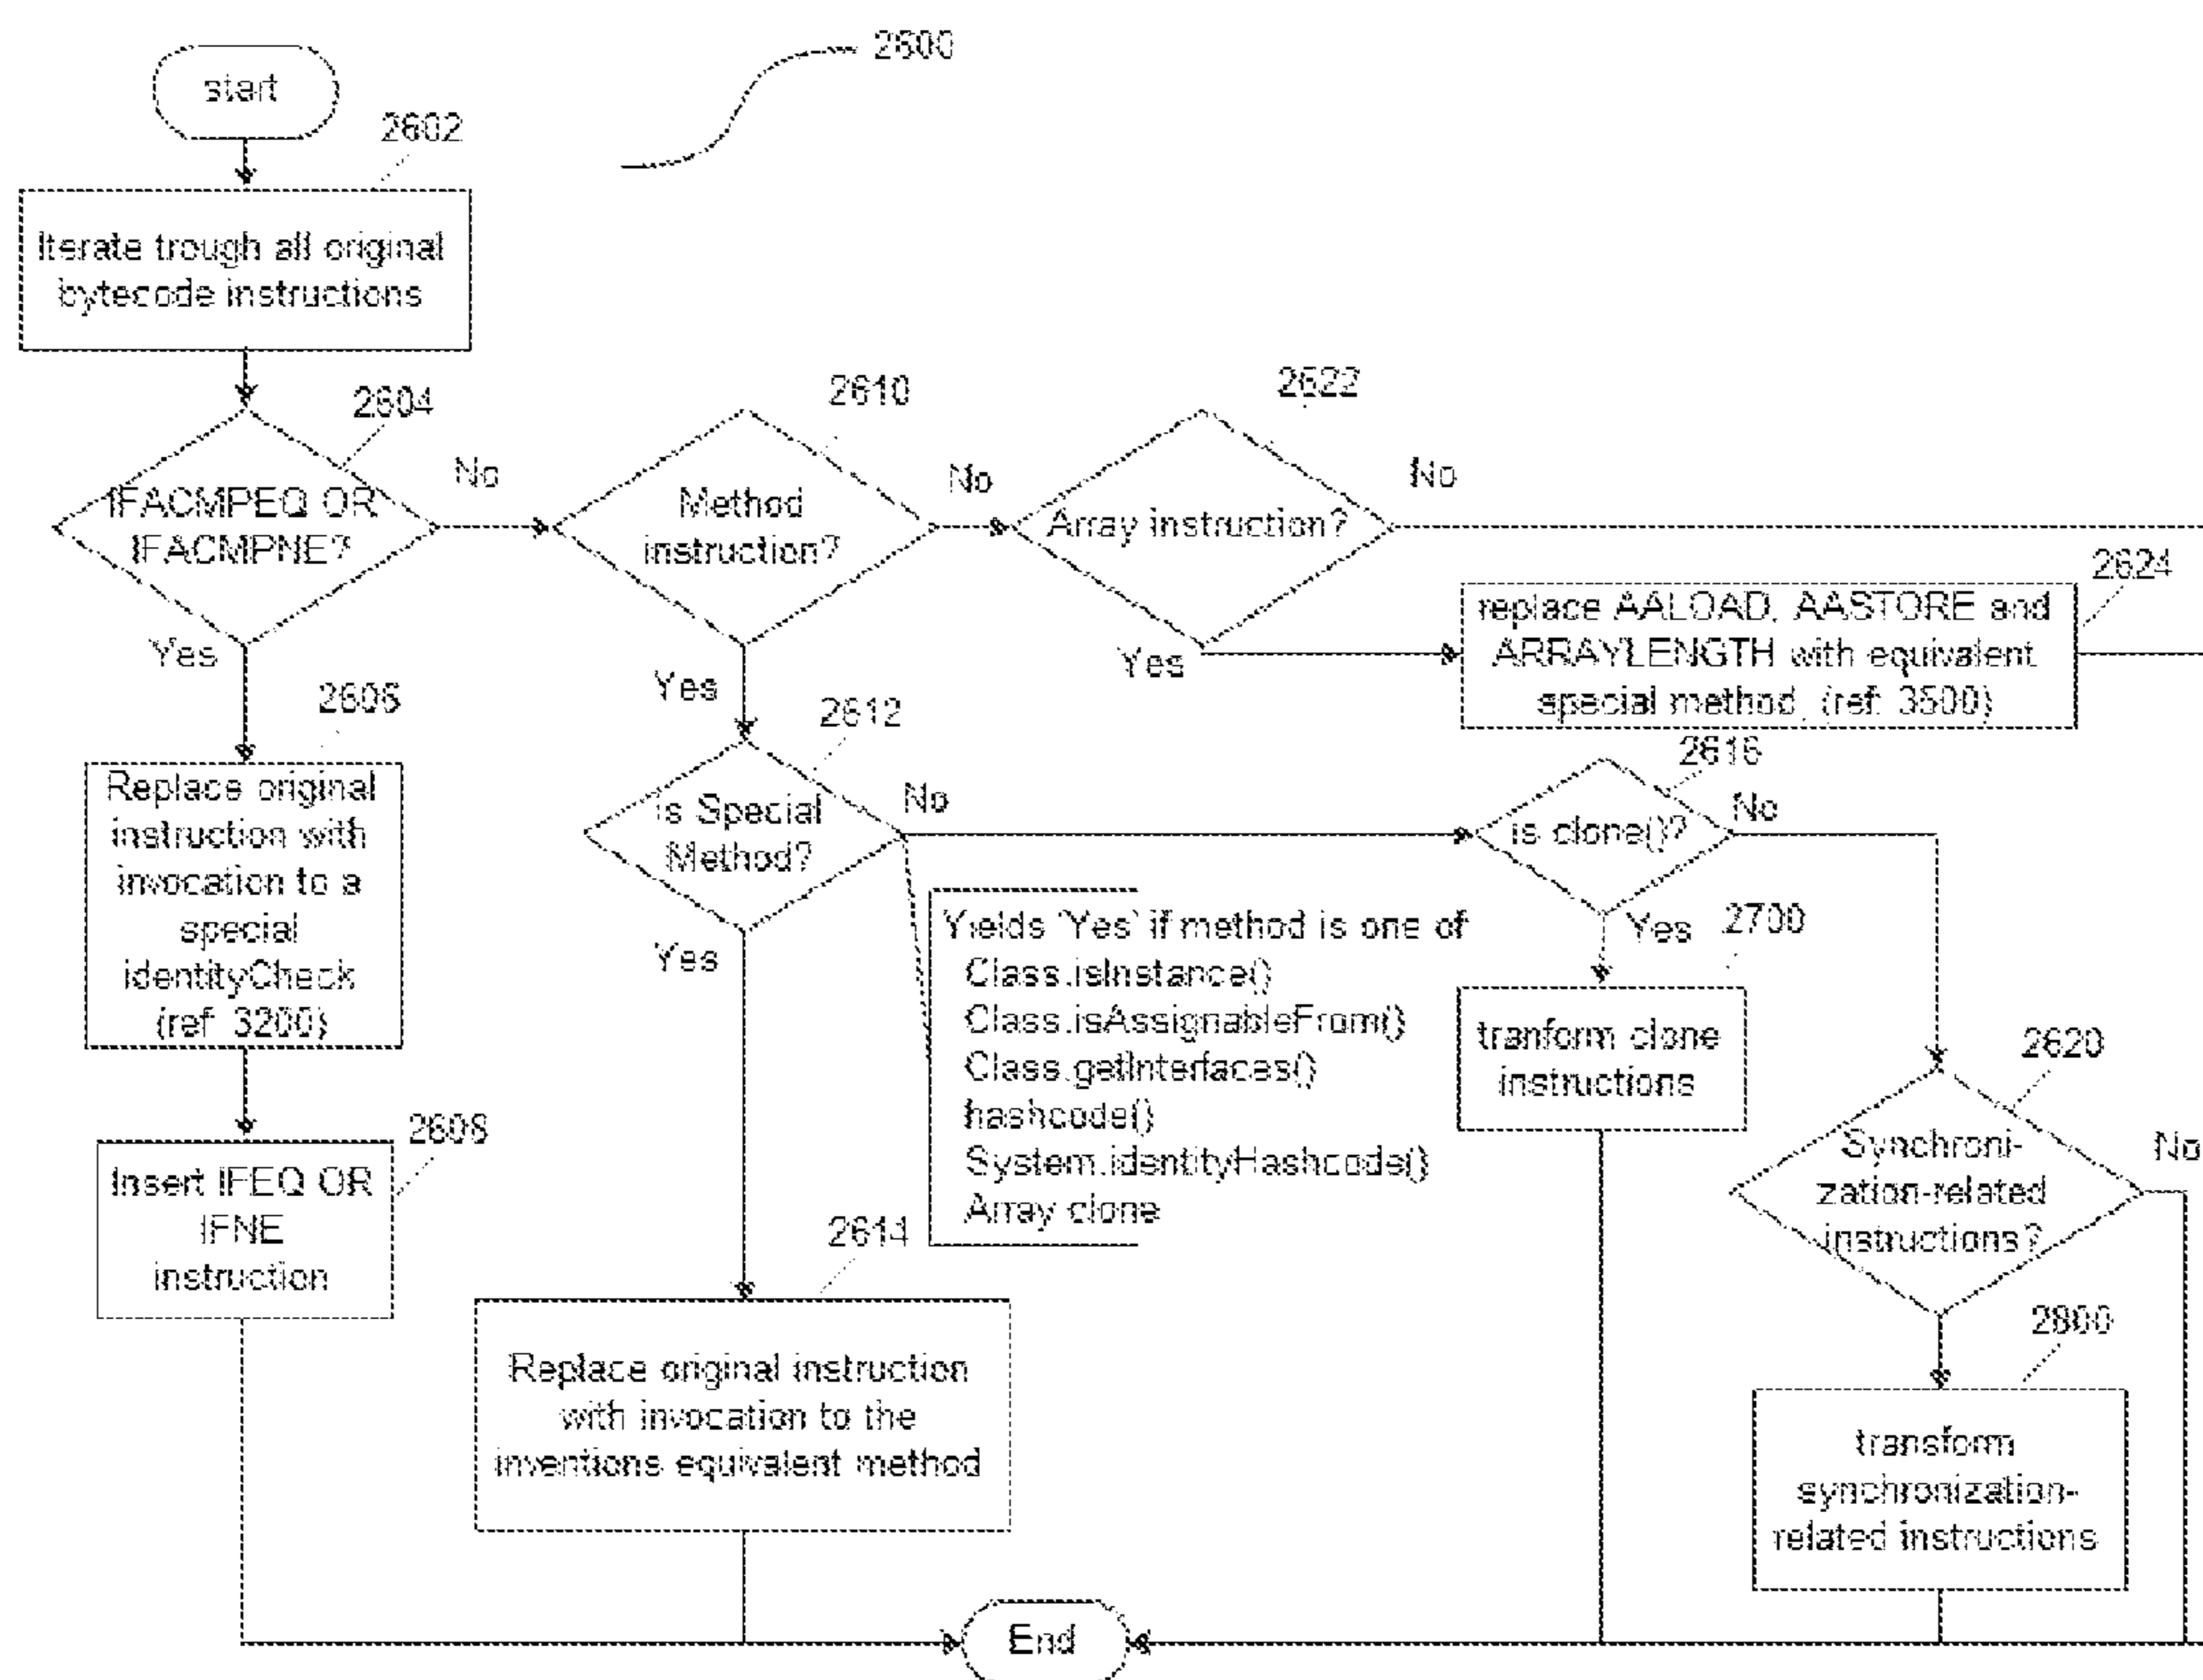 start
2600
2602
Iterate trough all original
bytecode instructions
2604
IFACMPEQ OR
IFACMPNE?
No
Yes
2610
Method
instruction?
No
Yes
2622
Array instruction?
No
Yes
2624
replace AALOAD, AASTORE and
ARRAYLENGTH with equivalent
special method. (ref: 3500)
2606
Replace original
instruction with
invocation to a
special
identityCheck
(ref: 3200)
2608
Insert IFEQ OR
IFNE
instruction
2612
is Special
Method?
No
Yes
Yields 'Yes' if method is one of
Class.isInstance()
Class.isAssignableFrom()
Class.getInterfaces()
hashcode()
System.identityHashcode()
Array clone
2614
Replace original instruction
with invocation to the
inventions equivalent method
2616
is clone()?
No
Yes
2700
tranform clone
instructions
2620
Synchroni-
zation-related
instructions?
No
2800
transform
synchronization-
related instructions
End